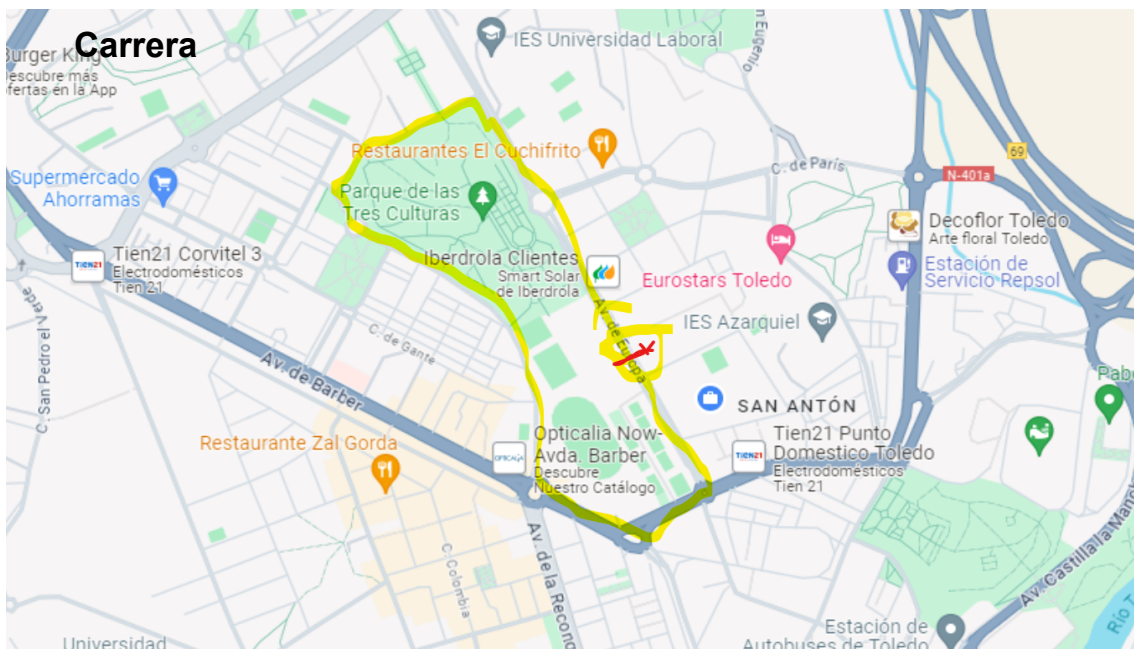 Carrera
Burger King
descubre más
ofertas en la App
IES Universidad Laboral
Restaurantes El Cuchifrito
C. de París
69
N-401a
Supermercado
Ahorramas
Parque de las
Tres Culturas
Decoflor Toledo
Arte floral Toledo
TIEN21
Tien21 Corvitel 3
Electrodomésticos
Tien 21
Iberdrola Clientes
Smart Solar
de Iberdrola
Eurostars Toledo
Estación de
Servicio Repsol
C. San Pedro el Verde
Av. de Europa
IES Azarquiel
C. de Gante
Av. de Barber
SAN ANTÓN
Restaurante Zal Gorda
OPTICALIA
Opticalia Now-
Avda. Barber
Descubre
Nuestro Catálogo
TIEN21
Tien21 Punto
Domestico Toledo
Electrodomésticos
Tien 21
C. Colombia
Av. de la Recono
Av. Castilla la Manch
Río T
Universidad
Estación de
Autobuses de Toledo